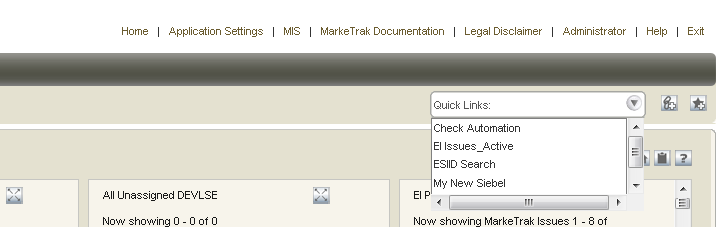 Home | Application Settings | MIS | MarkeTrak Documentation | Legal Disclaimer | Administrator | Help | Exit
Quick Links:
Check Automation
EI Issues_Active
ESIID Search
My New Siebel
All Unassigned DEVLSE
EI P
Now showing 0 - 0 of 0
Now showing MarkeTrak Issues 1 - 8 of